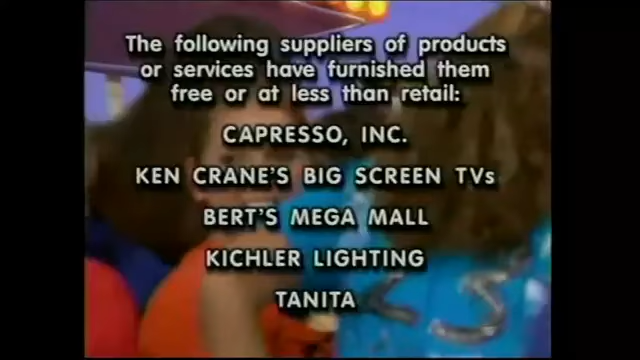 The following suppliers of products
or services have furnished them
free or at less than retail:
CAPRESSO, INC.
KEN CRANE'S BIG SCREEN TVs
BERT'S MEGA MALL
KICHLER LIGHTING
TANITA
23